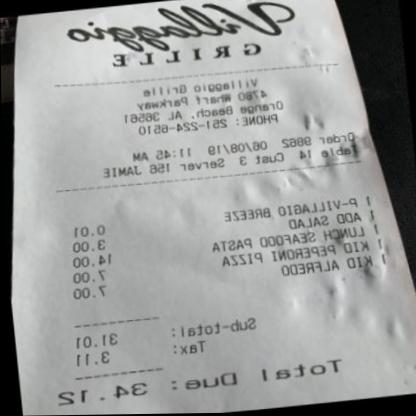 Villaggio
GRILLE
Villaggio Grille
4790 Wharf Parkway
Orange Beach, AL 36561
PHONE: 251-224-6510
Order 9862 06/08/19 11:45 AM
Table 14 Cust 3 Server 156 JAMIE
1 P-VILLAGIO BREEZE 0.01
1 ADD SALAD 3.00
1 LUNCH SEAFOOD PASTA 14.00
1 KID PEPERONI PIZZA 7.00
1 KID ALFREDO 7.00
Sub-total: 31.01
Tax: 3.11
Total Due: 34.12